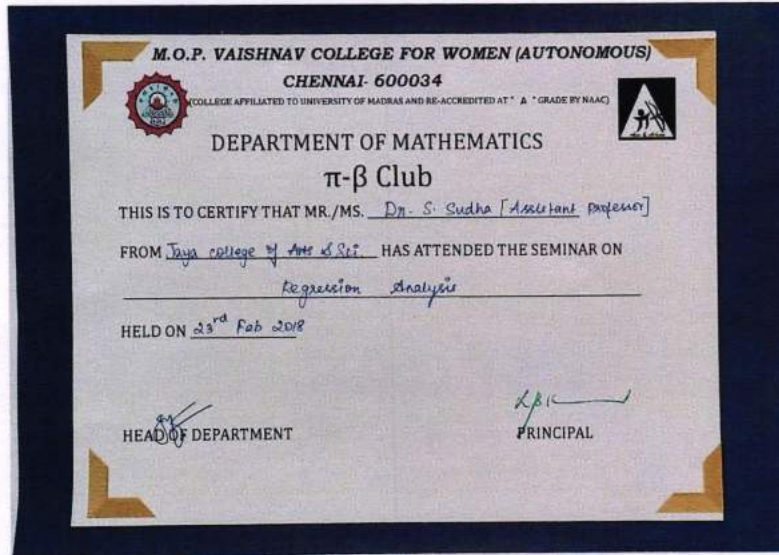 M.O.P. VAISHNAV COLLEGE FOR WOMEN (AUTONOMOUS)
CHENNAI- 600034
(COLLEGE AFFILIATED TO UNIVERSITY OF MADRAS AND RE-ACCREDITED AT " A " GRADE BY NAAC)
DEPARTMENT OF MATHEMATICS
π-β Club
THIS IS TO CERTIFY THAT MR./MS. Dr. S. Sudha [Assistant professor]
FROM Jaya college of Arts & Sci. HAS ATTENDED THE SEMINAR ON
Regression Analysis
HELD ON 23rd Feb 2018
HEAD OF DEPARTMENT
PRINCIPAL